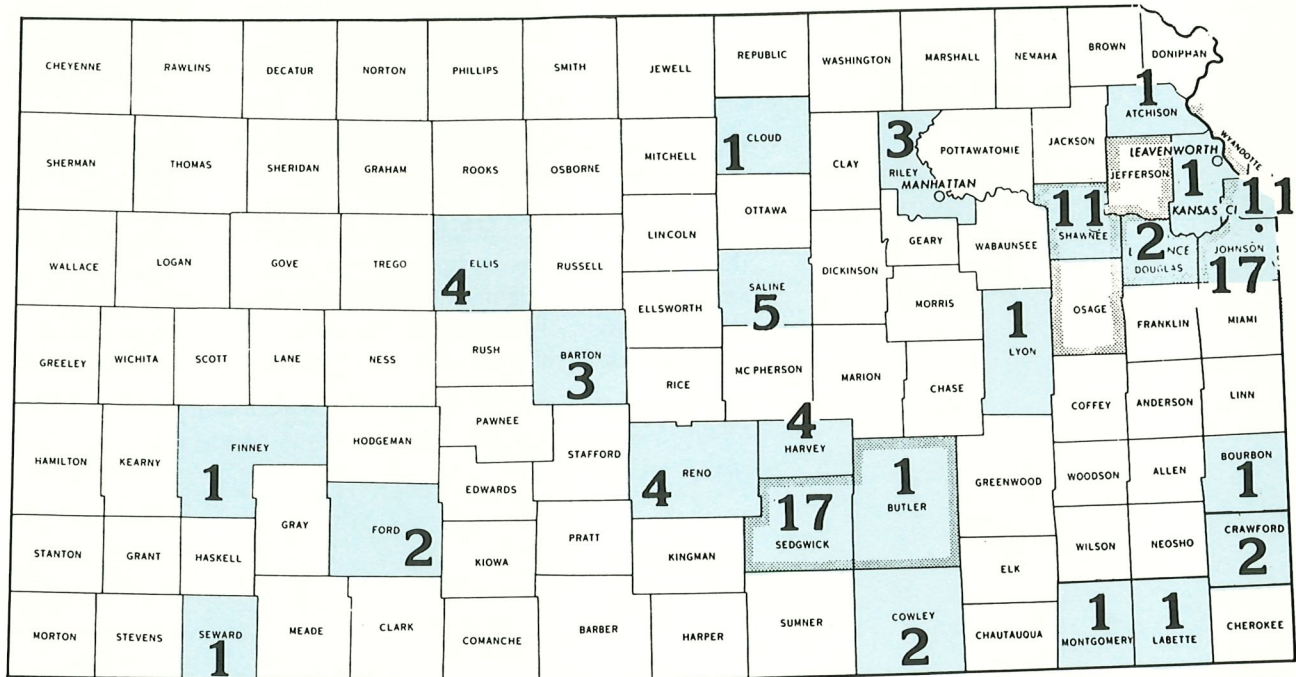 CHEYENNE
RAWLINS
DECATUR
NORTON
PHILLIPS
SMITH
JEWELL
REPUBLIC
WASHINGTON
MARSHALL
NEMAHA
BROWN
DONIPHAN
1
ATCHISON
SHERMAN
THOMAS
SHERIDAN
GRAHAM
ROOKS
OSBORNE
MITCHELL
1
CLOUD
CLAY
3
RILEY
MANHATTAN
POTTAWATOMIE
JACKSON
JEFFERSON
LEAVENWORTH
1
WYANDOTTE
KANSAS CI
11
WALLACE
LOGAN
GOVE
TREGO
4
ELLIS
RUSSELL
LINCOLN
OTTAWA
DICKINSON
GEARY
WABAUNSEE
11
SHAWNEE
2
DOUGLAS
JOHNSON
17
ELLSWORTH
SALINE
5
MORRIS
1
LYON
OSAGE
FRANKLIN
MIAMI
GREELEY
WICHITA
SCOTT
LANE
NESS
RUSH
BARTON
3
RICE
MC PHERSON
MARION
CHASE
COFFEY
ANDERSON
LINN
HAMILTON
KEARNY
FINNEY
1
HODGEMAN
PAWNEE
STAFFORD
4
RENO
4
HARVEY
1
BUTLER
GREENWOOD
WOODSON
ALLEN
BOURBON
1
EDWARDS
GRAY
FORD
2
17
SEDGWICK
STANTON
GRANT
HASKELL
KIOWA
PRATT
KINGMAN
ELK
WILSON
NEOSHO
CRAWFORD
2
MORTON
STEVENS
SEWARD
1
MEADE
CLARK
COMANCHE
BARBER
HARPER
SUMNER
COWLEY
2
CHAUTAUQUA
1
MONTGOMERY
1
LABETTE
CHEROKEE